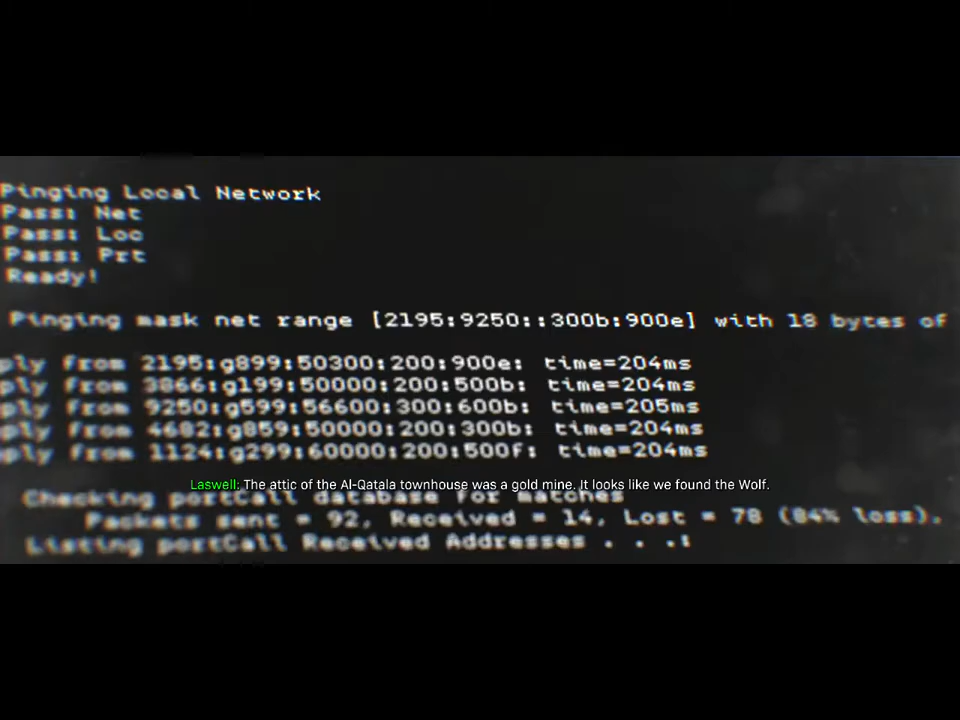 Pinging Local Network
Pass: Net
Pass: Loc
Pass: Prt
Ready!
Pinging mask net range [2195:9250::300b:900e] with 18 bytes of
ply from 2195:g899:50300:200:900e: time=204ms
ply from 3866:g199:50000:200:500b: time=204ms
ply from 9250:g599:56600:300:600b: time=205ms
ply from 4682:g859:50000:200:300b: time=204ms
ply from 1124:g299:60000:200:500F: time=204ms
Laswell: The attic of the Al-Qatala townhouse was a gold mine. It looks like we found the Wolf.
Checking portCall database for matches
Packets sent = 92, Received = 14, Lost = 78 (84% loss).
Listing portCall Received Addresses . . .: